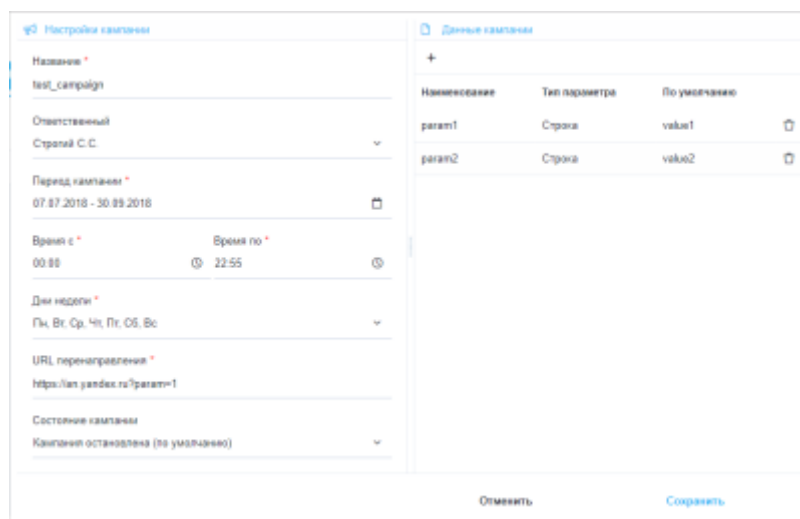 Настройки кампании
Название *
test_campaign
Ответственный
Строгий С.С.
Период кампании *
07.07.2018 - 30.09.2018
Время с * Время по *
00:00 22:55
Дни недели *
Пн, Вт, Ср, Чт, Пт, Сб, Вс
URL перенаправления *
https://an.yandex.ru?param=1
Состояние кампании
Кампания остановлена (по умолчанию)
Данные кампании
+
Наименование Тип параметра По умолчанию
param1 Строка value1
param2 Строка value2
Отменить Сохранить